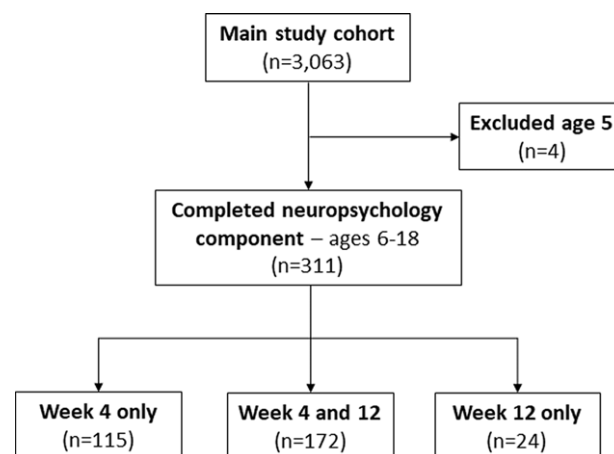 Main study cohort
(n=3,063)
Excluded age 5
(n=4)
Completed neuropsychology
component – ages 6-18
(n=311)
Week 4 only
(n=115)
Week 4 and 12
(n=172)
Week 12 only
(n=24)